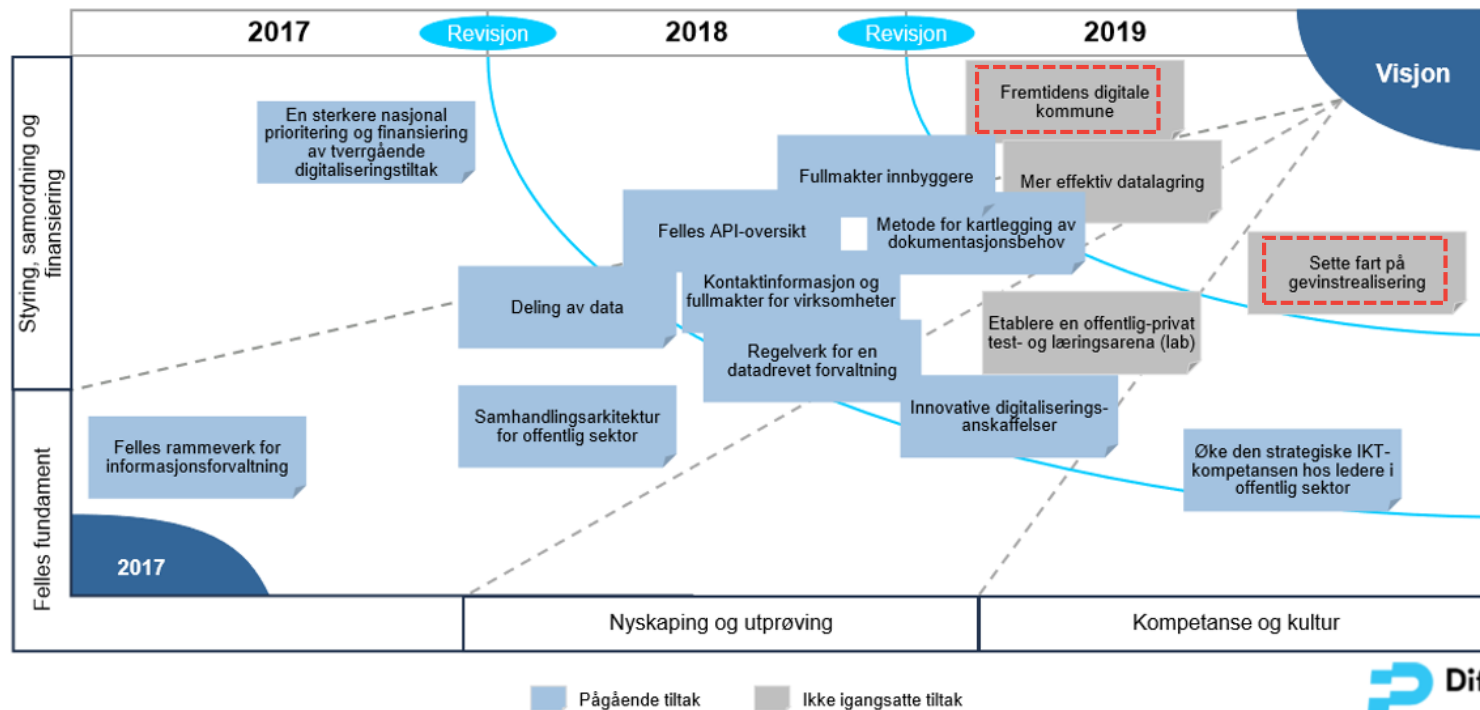 2017
Revisjon
2018
Revisjon
2019
Visjon
Styring, samordning og
finansiering
En sterkere nasjonal
prioritering og finansiering
av tverrgående
digitaliseringstiltak
Fremtidens digitale
kommune
Fullmakter innbyggere
Mer effektiv datalagring
Felles API-oversikt
Metode for kartlegging av
dokumentasjonsbehov
Sette fart på
gevinstrealisering
Deling av data
Kontaktinformasjon og
fullmakter for virksomheter
Etablere en offentlig-privat
test- og læringsarena (lab)
Regelverk for en
datadrevet forvaltning
Felles fundament
Felles rammeverk for
informasjonsforvaltning
Samhandlingsarkitektur
for offentlig sektor
Innovative digitaliserings-
anskaffelser
Øke den strategiske IKT-
kompetansen hos ledere i
offentlig sektor
2017
Nyskaping og utprøving
Kompetanse og kultur
Pågående tiltak
Ikke igangsatte tiltak